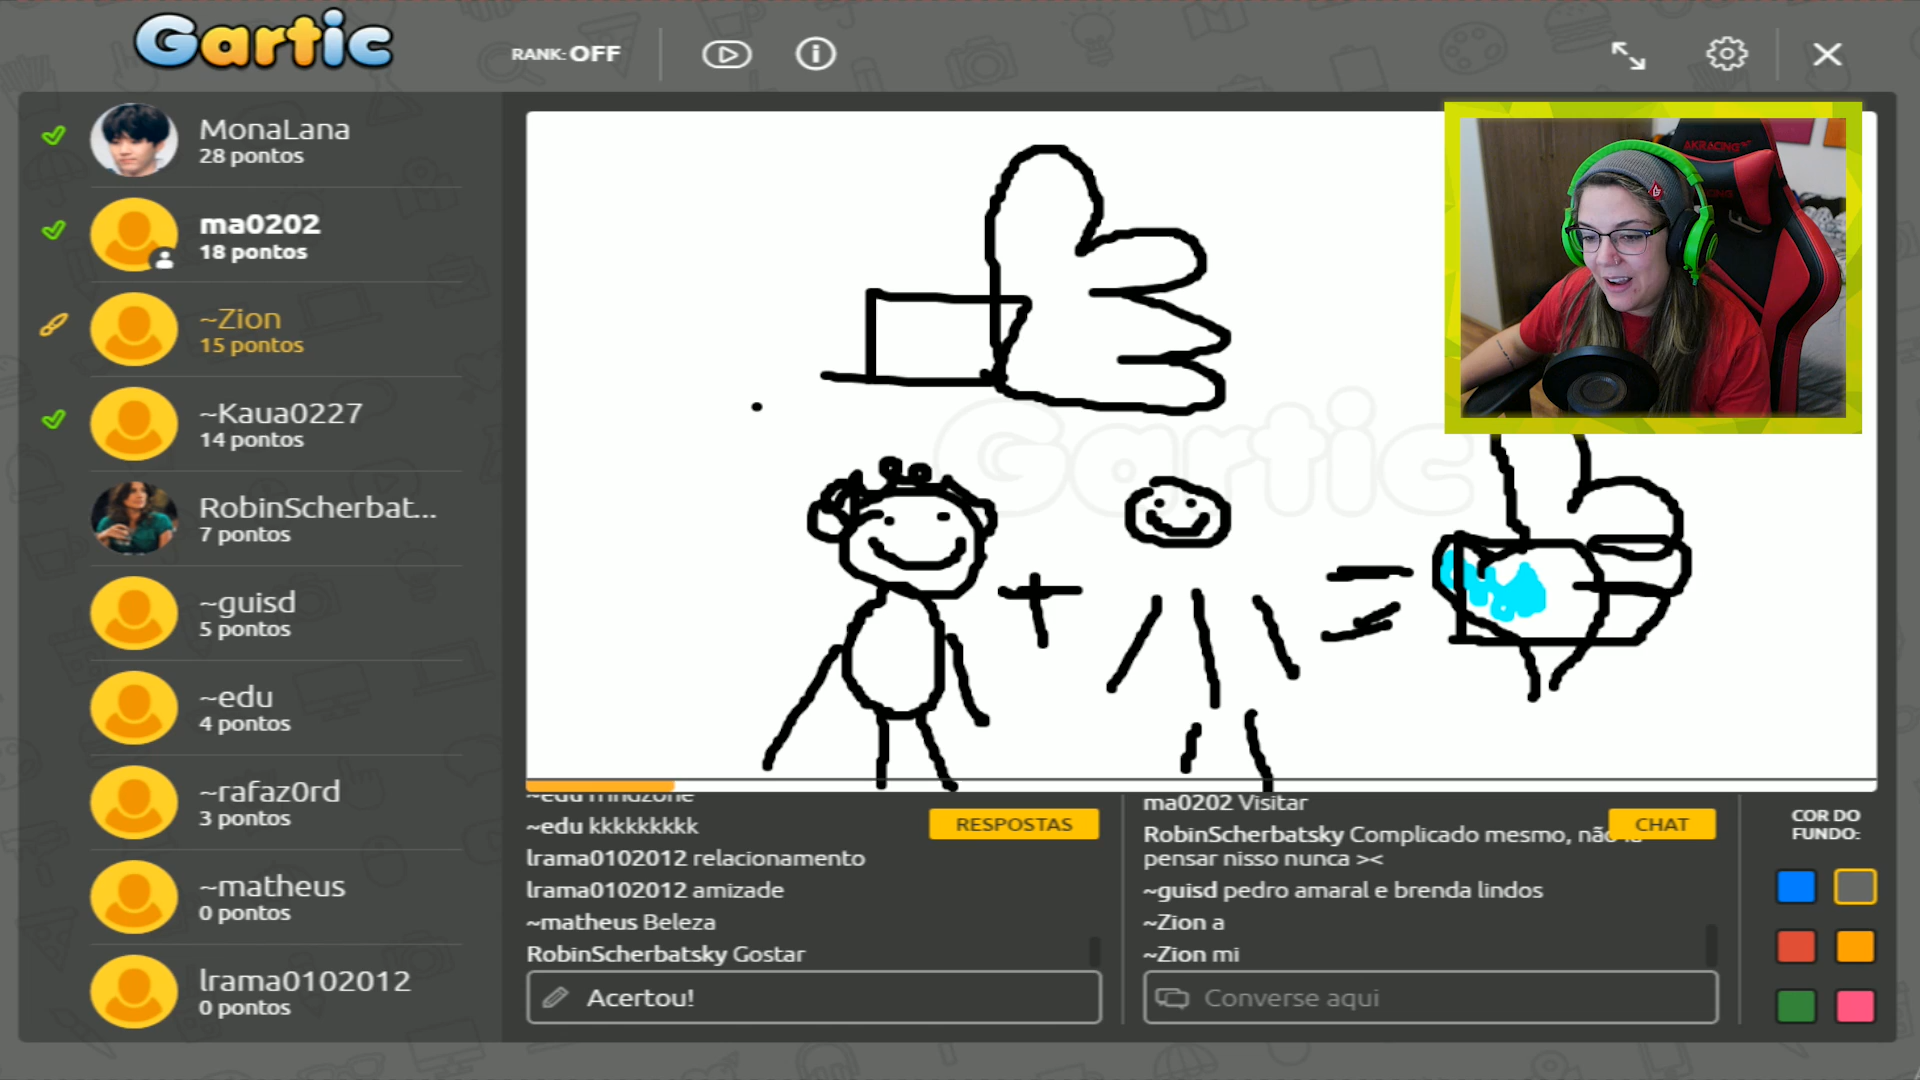 Gartic
RANK: OFF
MonaLana
28 pontos
ma0202
18 pontos
~Zion
15 pontos
~Kaua0227
14 pontos
RobinScherbat...
7 pontos
~guisd
5 pontos
~edu
4 pontos
~rafaz0rd
3 pontos
~matheus
0 pontos
lrama0102012
0 pontos
AKRACING
Gartic
~edu
~edu kkkkkkkkk
lrama0102012 relacionamento
lrama0102012 amizade
~matheus Beleza
RobinScherbatsky Gostar
RESPOSTAS
Acertou!
ma0202 Visitar
RobinScherbatsky Complicado mesmo, não
pensar nisso nunca ><
~guisd pedro amaral e brenda lindos
~Zion a
~Zion mi
CHAT
Converse aqui
COR DO
FUNDO: